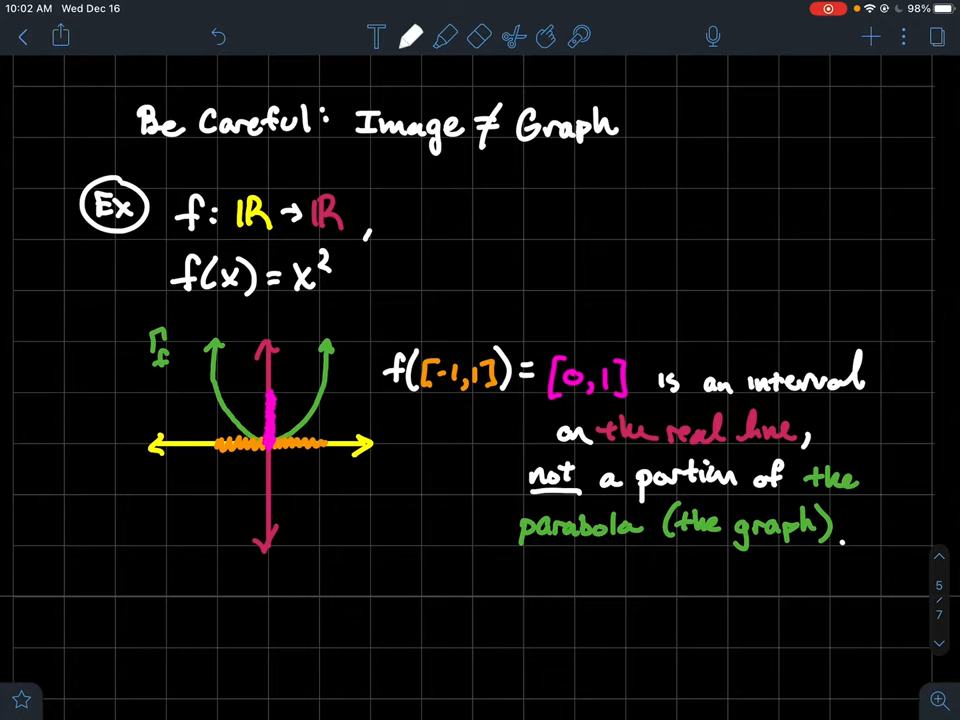 10:02 AM Wed Dec 16
98%
Be Careful: Image ≠ Graph
Ex f: ℝ → ℝ,
f(x) = x²
Γf
f([-1,1]) = [0,1] is an interval
on the real line,
not a portion of the
parabola (the graph).
5
/
7